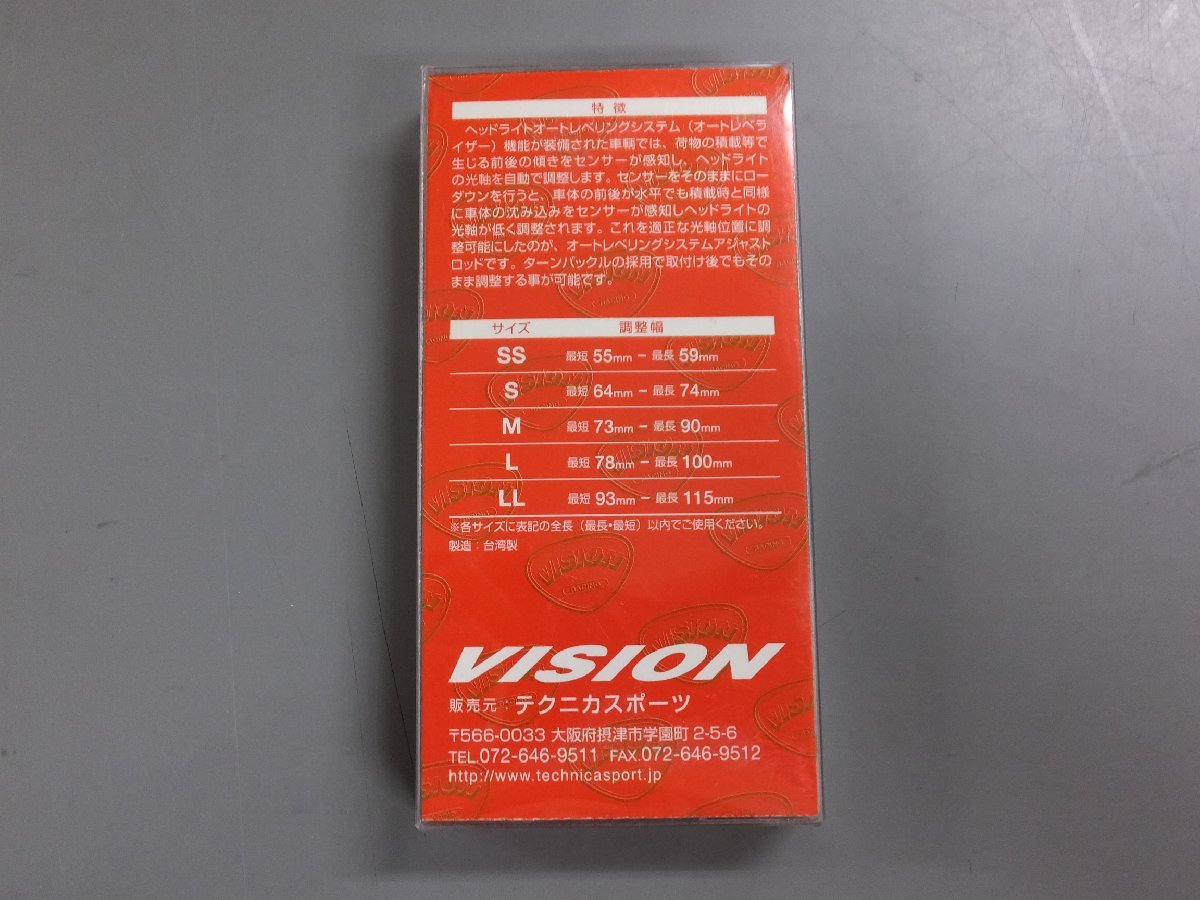 特徴
ヘッドライトオートレベリングシステム（オートレベラ
イザー）機能が装備された車輌では、荷物の積載等で
生じる前後の傾きをセンサーが感知し、ヘッドライト
の光軸を自動で調整します。センサーをそのままにロー
ダウンを行うと、車体の前後が水平でも積載時と同様
に車体の沈み込みをセンサーが感知しヘッドライトの
光軸が低く調整されます。これを適正な光軸位置に調
整可能にしたのが、オートレベリングシステムアジャスト
ロッドです。ターンバックルの採用で取付け後でもその
まま調整する事が可能です。
サイズ 調整幅
SS 最短 55mm − 最長 59mm
S 最短 64mm − 最長 74mm
M 最短 73mm − 最長 90mm
L 最短 78mm − 最長 100mm
LL 最短 93mm − 最長 115mm
※各サイズに表記の全長（最長・最短）以内でご使用ください。
製造：台湾製
VISION
販売元：テクニカスポーツ
〒566-0033 大阪府摂津市学園町 2-5-6
TEL.072-646-9511 FAX.072-646-9512
http://www.technicasport.jp